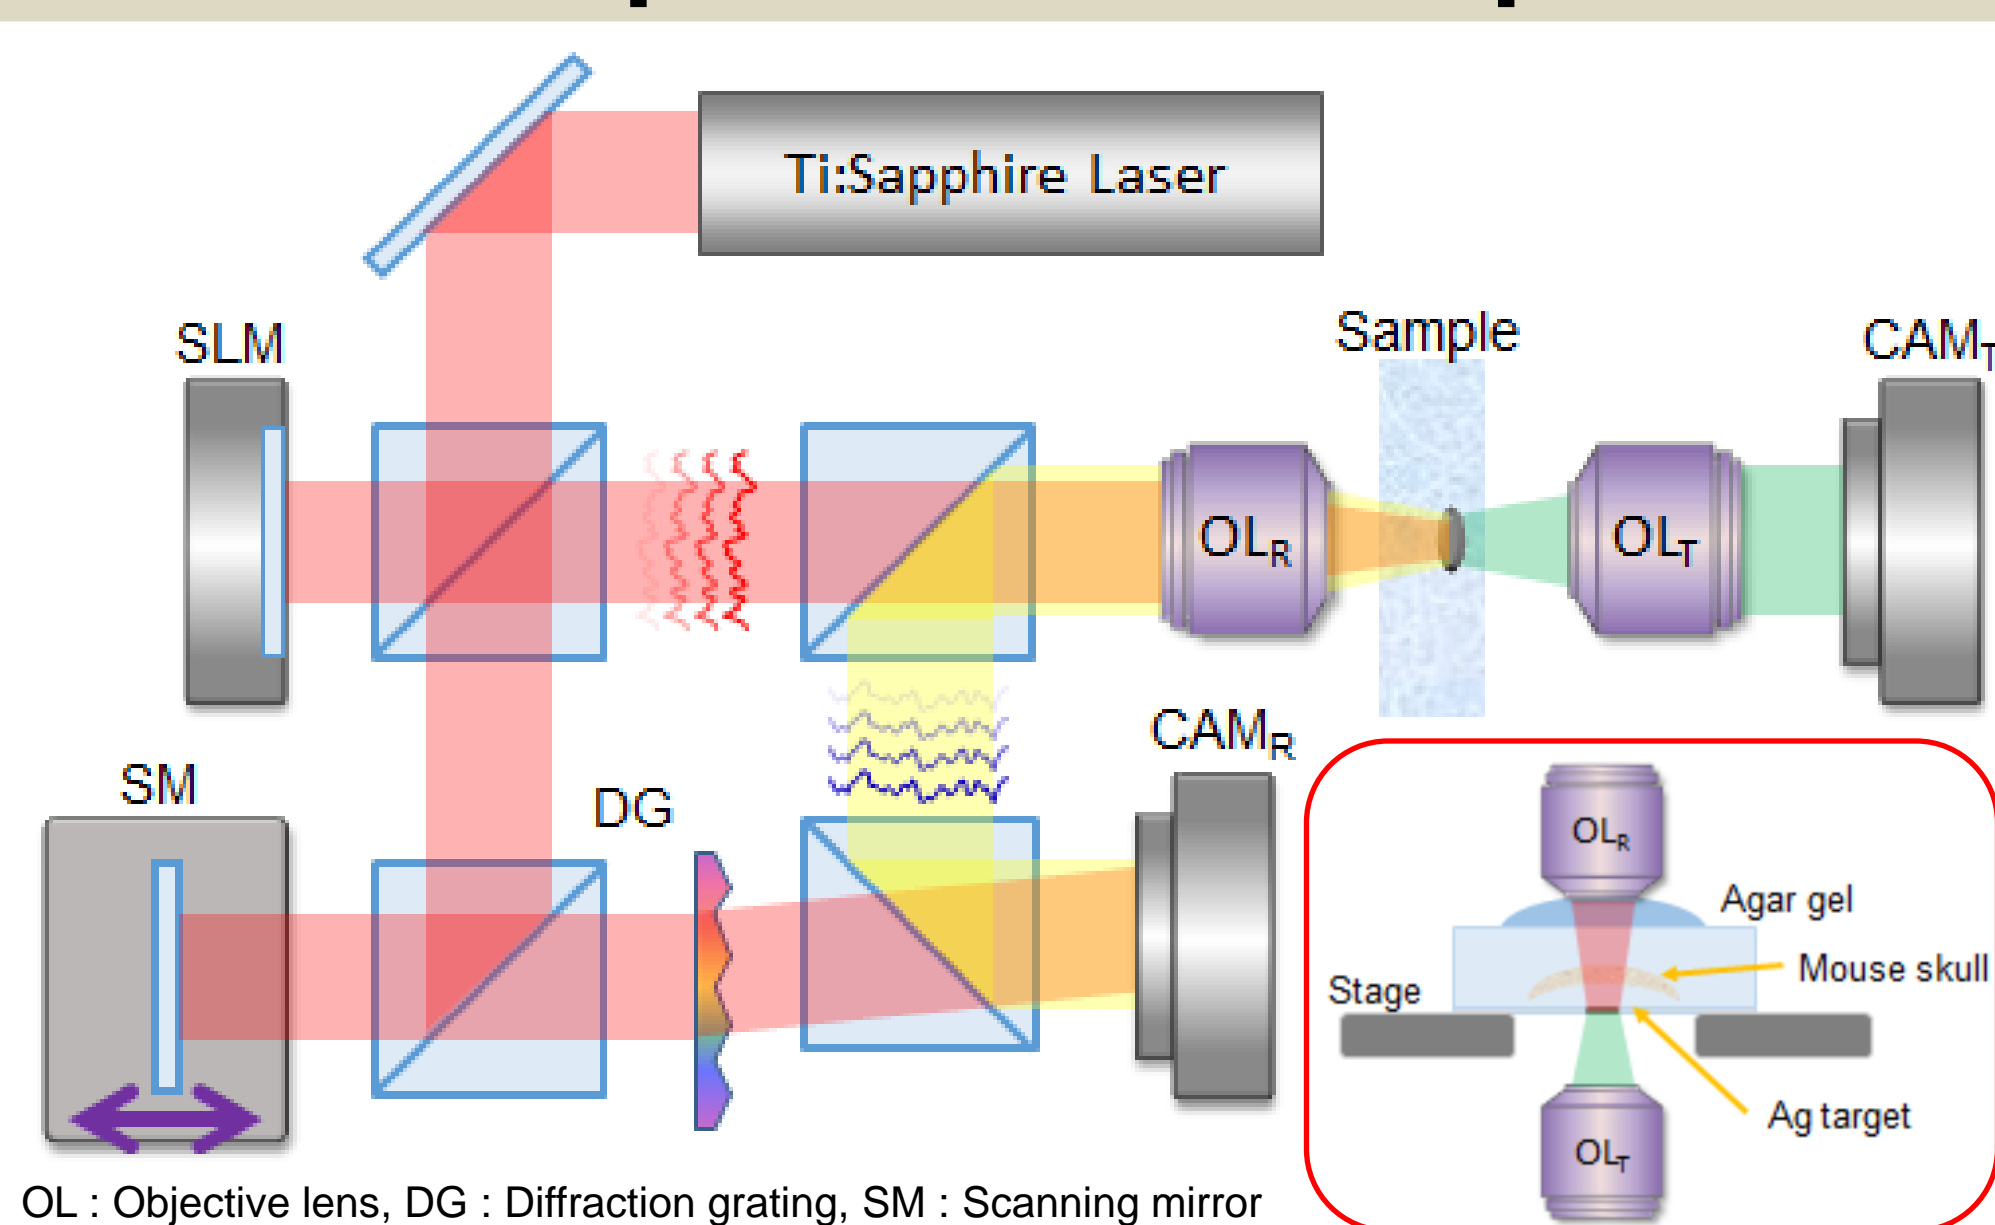 Ti:Sapphire Laser
SLM
Sample
CAMT
OLR
OLT
SM
DG
CAMR
OLR
Agar gel
Mouse skull
Stage
Ag target
OLT
OL : Objective lens, DG : Diffraction grating, SM : Scanning mirror